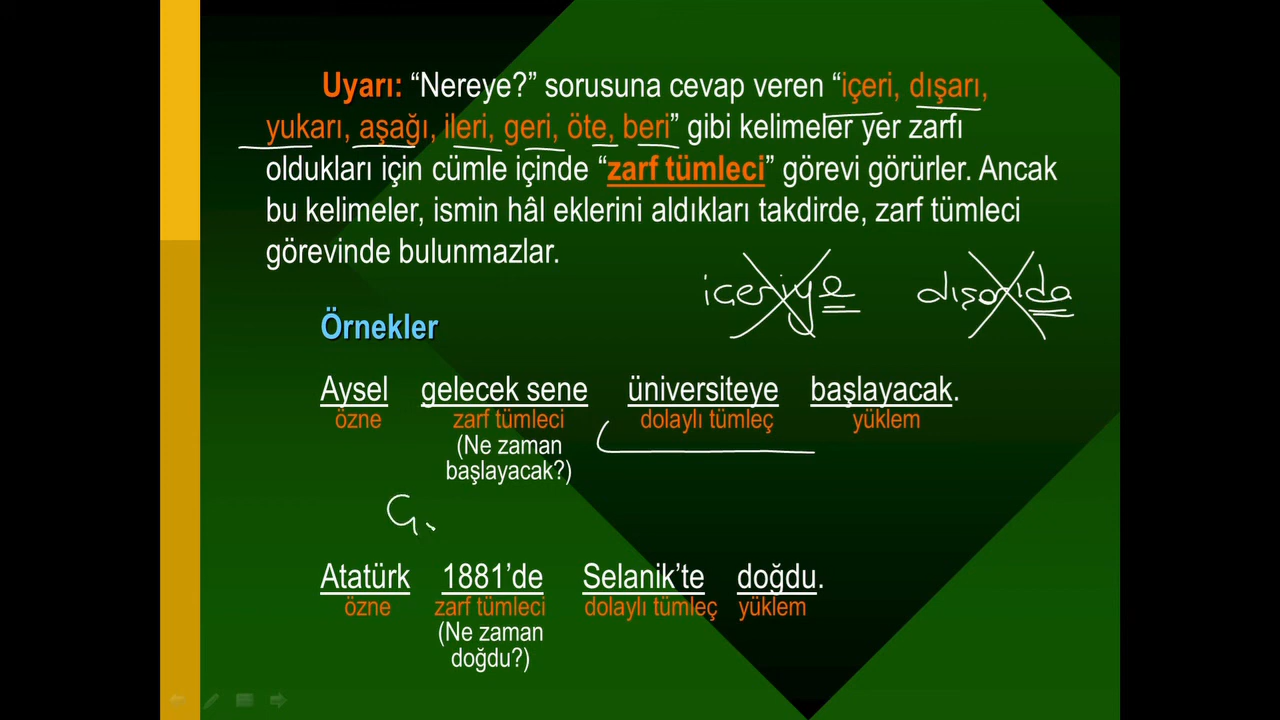 Uyarı: “Nereye?” sorusuna cevap veren “içeri, dışarı,
yukarı, aşağı, ileri, geri, öte, beri” gibi kelimeler yer zarfı
oldukları için cümle içinde “zarf tümleci” görevi görürler. Ancak
bu kelimeler, ismin hâl eklerini aldıkları takdirde, zarf tümleci
görevinde bulunmazlar.
içeriye dışarıda
Örnekler
Aysel gelecek sene üniversiteye başlayacak.
özne zarf tümleci dolaylı tümleç yüklem
(Ne zaman
başlayacak?)
Atatürk 1881’de Selanik’te doğdu.
özne zarf tümleci dolaylı tümleç yüklem
(Ne zaman
doğdu?)